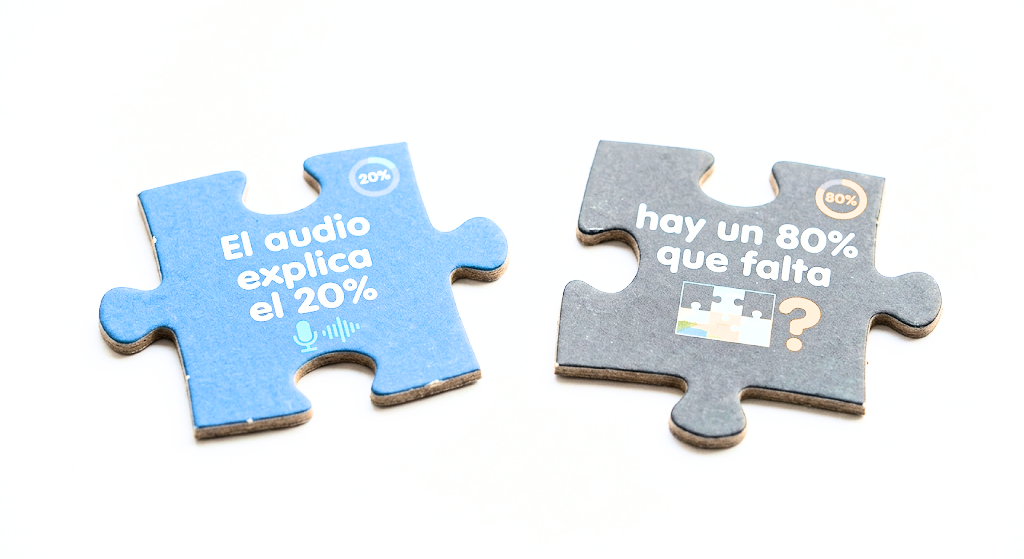 20%
El audio
explica
el 20%
80%
hay un 80%
que falta
?